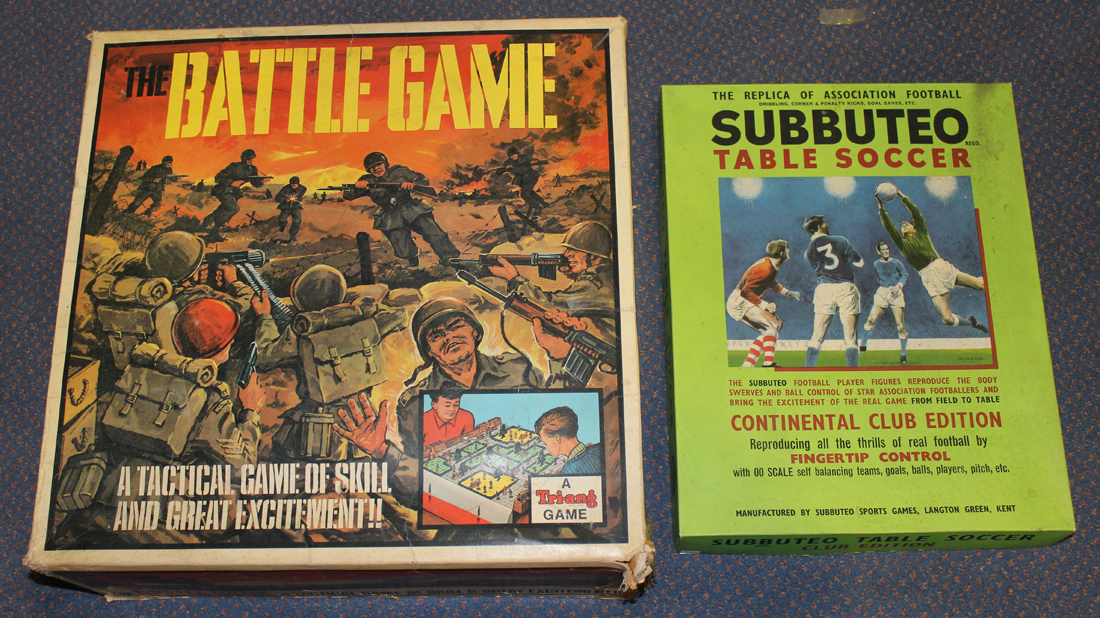 THE BATTLE GAME
A TACTICAL GAME OF SKILL
AND GREAT EXCITEMENT!!
A
Tri-ang
GAME
THE REPLICA OF ASSOCIATION FOOTBALL
DRIBBLING, CORNER & PENALTY KICKS, GOAL SAVES, ETC.
SUBBUTEO REGD.
TABLE SOCCER
3
THE SUBBUTEO FOOTBALL PLAYER FIGURES REPRODUCE THE BODY
SWERVES AND BALL CONTROL OF STAR ASSOCIATION FOOTBALLERS AND
BRING THE EXCITEMENT OF THE REAL GAME FROM FIELD TO TABLE
CONTINENTAL CLUB EDITION
Reproducing all the thrills of real football by
FINGERTIP CONTROL
with OO SCALE self balancing teams, goals, balls, players, pitch, etc.
MANUFACTURED BY SUBBUTEO SPORTS GAMES, LANGTON GREEN, KENT
SUBBUTEO TABLE SOCCER
CLUB EDITION